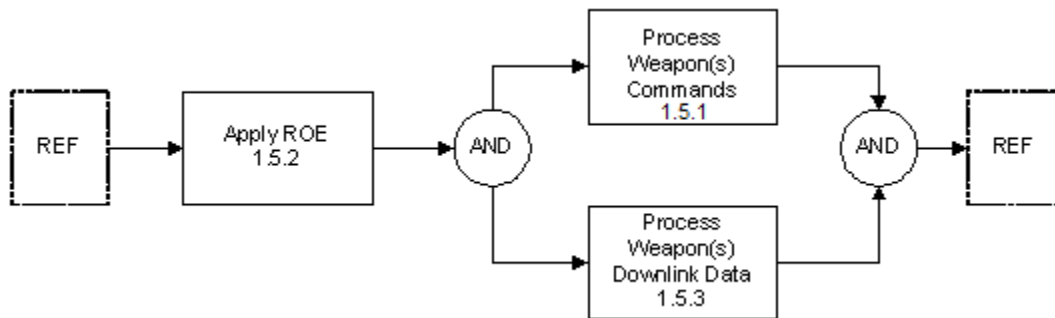 REF
Apply ROE
1.5.2
AND
Process
Weapon(s)
Commands
1.5.1
Process
Weapon(s)
Downlink Data
1.5.3
AND
REF